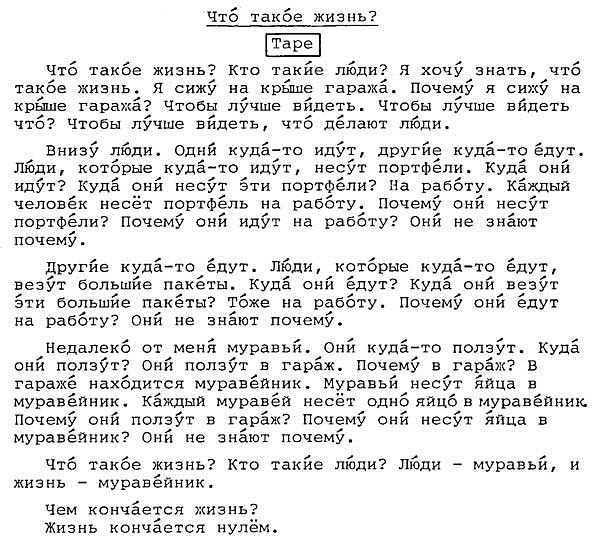 Что́ тако́е жизнь?
Tape
Что́ тако́е жизнь? Кто таки́е лю́ди? Я хочу́ знать, что́
тако́е жизнь. Я сижу́ на кры́ше гаража́. Почему́ я сижу́ на
кры́ше гаража́? Чтобы лу́чше ви́деть. Чтобы лу́чше ви́деть
что́? Чтобы лу́чше ви́деть, что́ де́лают лю́ди.
Внизу́ лю́ди. Одни́ куда́-то иду́т, други́е куда́-то е́дут.
Лю́ди, кото́рые куда́-то иду́т, несу́т портфе́ли. Куда́ они́
иду́т? Куда́ они́ несу́т э́ти портфе́ли? На рабо́ту. Ка́ждый
челове́к несёт портфе́ль на рабо́ту. Почему́ они́ несу́т
портфе́ли? Почему́ они́ иду́т на рабо́ту? Они́ не зна́ют
почему́.
Други́е куда́-то е́дут. Лю́ди, кото́рые куда́-то е́дут,
везу́т больши́е паке́ты. Куда́ они́ е́дут? Куда́ они́ везу́т
э́ти больши́е паке́ты? То́же на рабо́ту. Почему́ они́ е́дут
на рабо́ту? Они́ не зна́ют почему́.
Недалеко́ от меня́ муравьи́. Они́ куда́-то ползу́т. Куда́
они́ ползу́т? Они́ ползу́т в гара́ж. Почему́ в гара́ж? В
гараже́ нахо́дится мураве́йник. Муравьи́ несу́т я́йца в
мураве́йник. Ка́ждый мураве́й несёт одно́ яйцо́ в мураве́йник.
Почему́ они́ ползу́т в гара́ж? Почему́ они́ несу́т я́йца в
мураве́йник? Они́ не зна́ют почему́.
Что́ тако́е жизнь? Кто таки́е лю́ди? Лю́ди - муравьи́, и
жизнь - мураве́йник.
Чем конча́ется жизнь?
Жизнь конча́ется нулём.